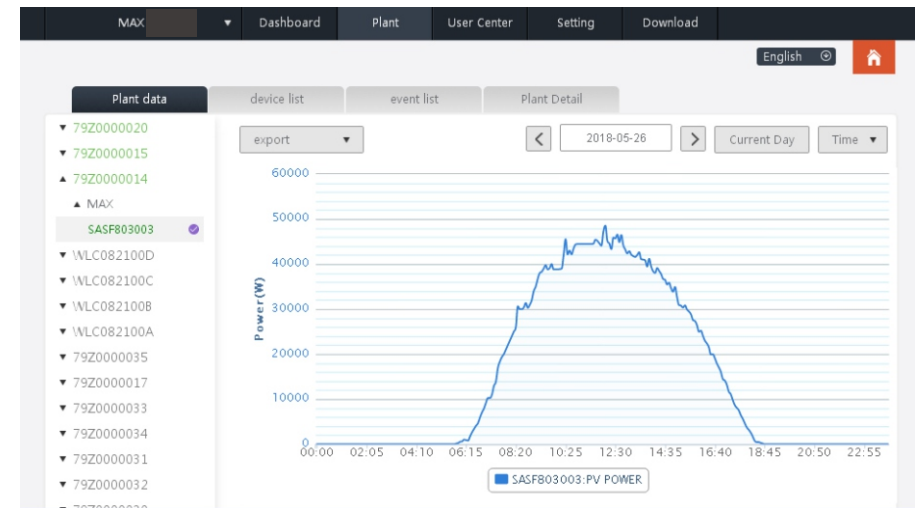 MAX Dashboard Plant User Center Setting Download
English
Plant data device list event list Plant Detail
79Z0000020
79Z0000015
79Z0000014
MAX
SASF803003
WLC082100D
WLC082100C
WLC082100B
WLC082100A
79Z0000035
79Z0000017
79Z0000033
79Z0000034
79Z0000031
79Z0000032
export 2018-05-26 Current Day Time
Power(W)
60000
50000
40000
30000
20000
10000
0
00:00 02:05 04:10 06:15 08:20 10:25 12:30 14:35 16:40 18:45 20:50 22:55
SASF803003:PV POWER